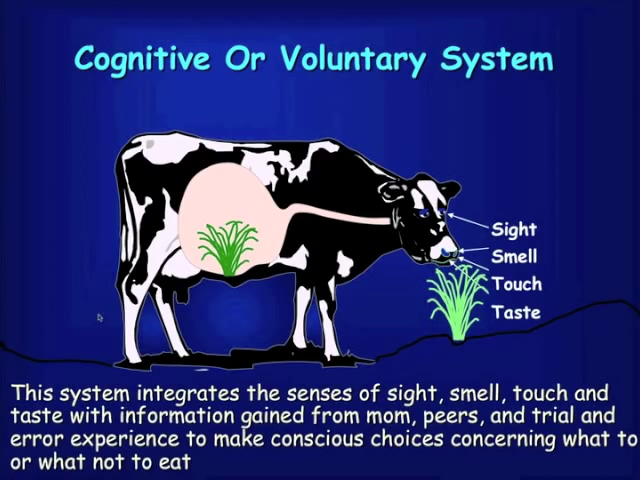 Cognitive Or Voluntary System
Sight
Smell
Touch
Taste
This system integrates the senses of sight, smell, touch and
taste with information gained from mom, peers, and trial and
error experience to make conscious choices concerning what to
or what not to eat